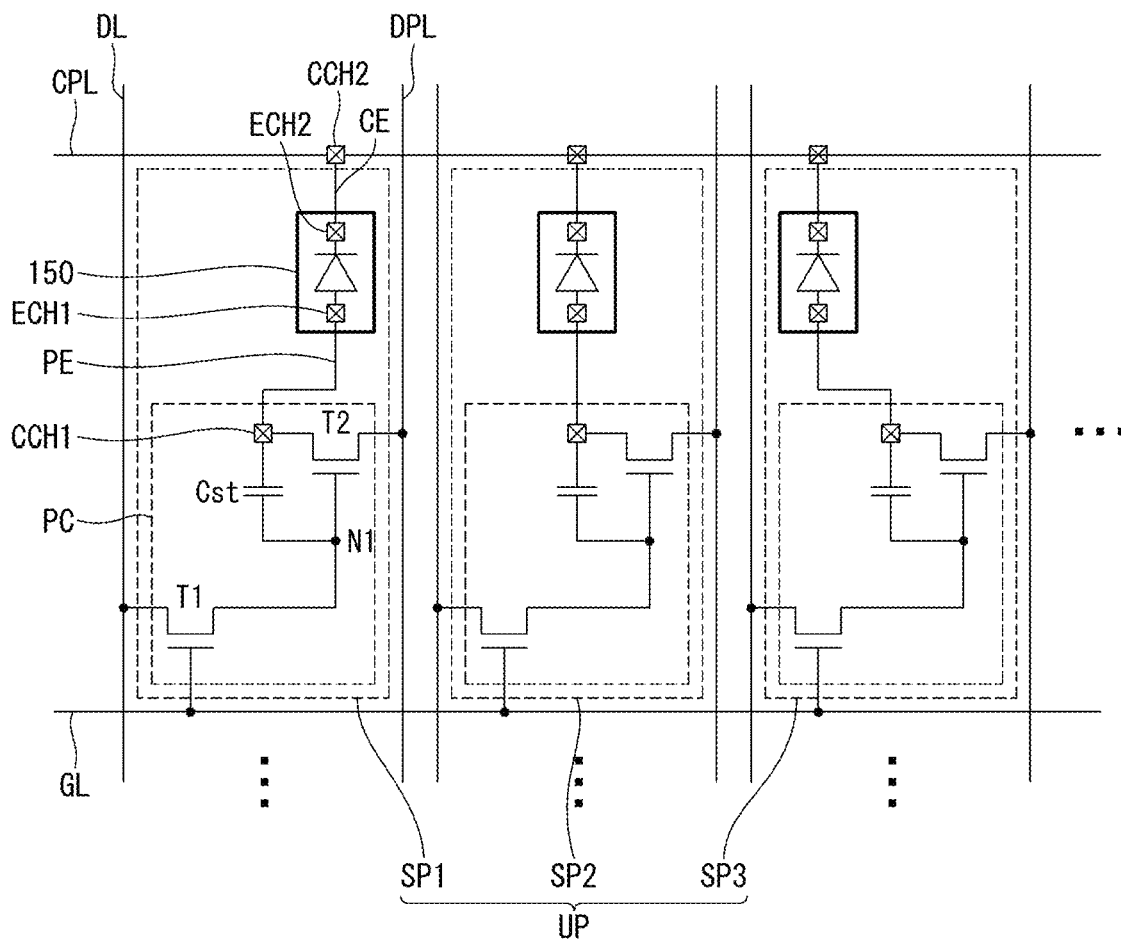 DL
DPL
CPL
CCH2
ECH2
CE
150
ECH1
PE
CCH1
T2
Cst
PC
N1
T1
GL
SP1
SP2
SP3
UP